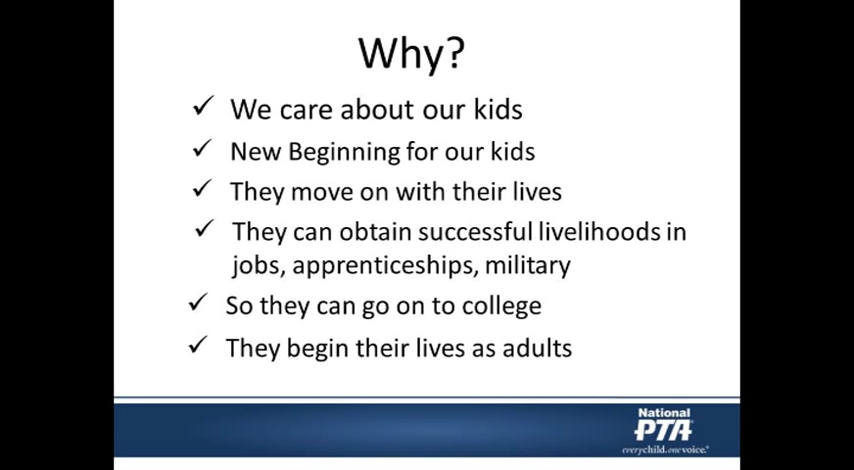 Why?
✓ We care about our kids
✓ New Beginning for our kids
✓ They move on with their lives
✓ They can obtain successful livelihoods in
jobs, apprenticeships, military
✓ So they can go on to college
✓ They begin their lives as adults
National
PTA
everychild.onevoice.®